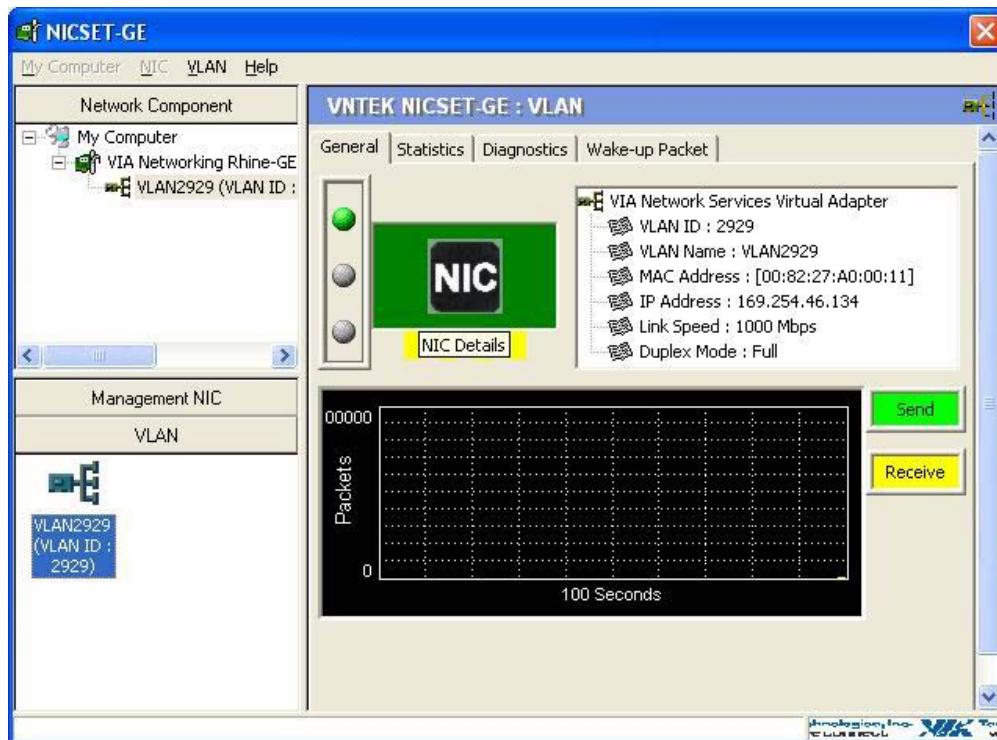 NICSET-GE
My Computer NIC VLAN Help
Network Component
My Computer
VIA Networking Rhine-GE
VLAN2929 (VLAN ID :
Management NIC
VLAN
VLAN2929
(VLAN ID :
2929)
VNTEK NICSET-GE : VLAN
General Statistics Diagnostics Wake-up Packet
NIC
NIC Details
VIA Network Services Virtual Adapter
VLAN ID : 2929
VLAN Name : VLAN2929
MAC Address : [00:82:27:A0:00:11]
IP Address : 169.254.46.134
Link Speed : 1000 Mbps
Duplex Mode : Full
00000
Packets
0
100 Seconds
Send
Receive
VIA